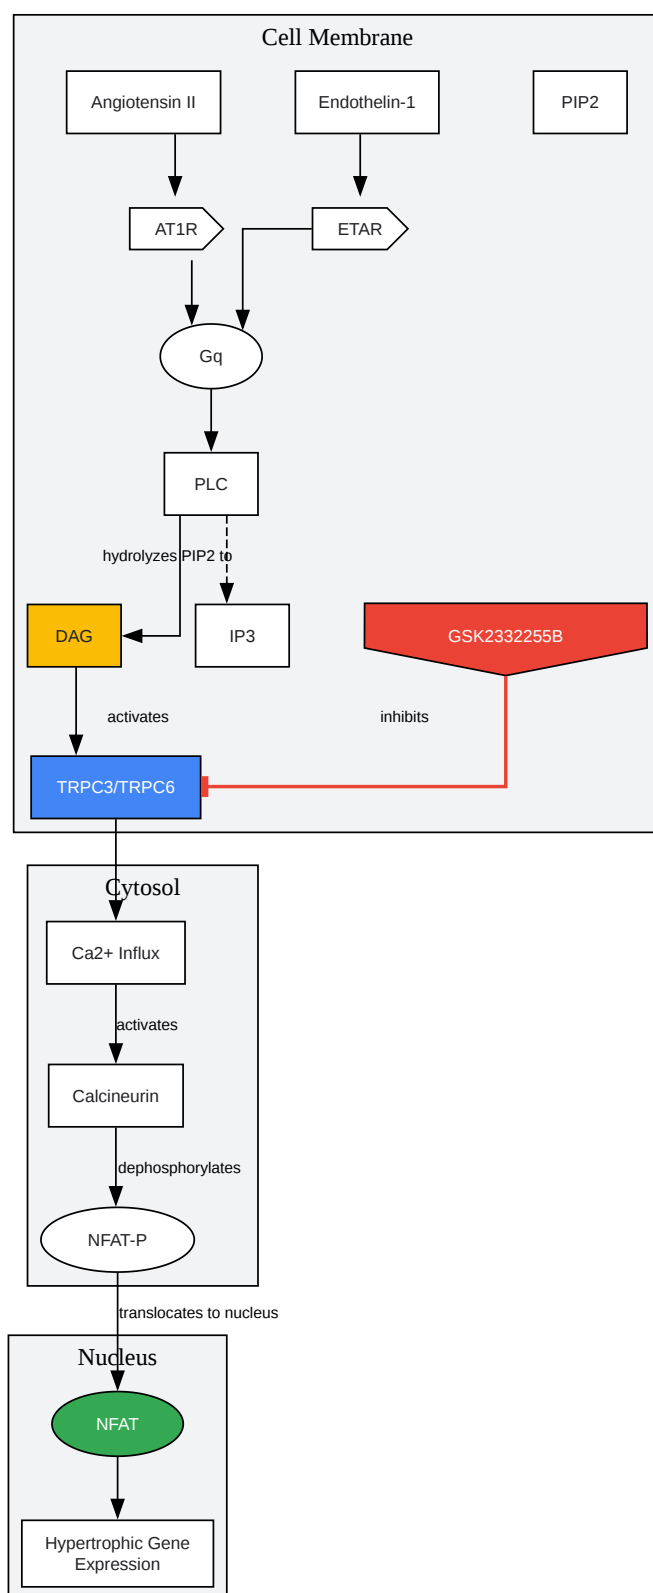 Cell Membrane
Angiotensin II
Endothelin-1
PIP2
AT1R
ETAR
Gq
PLC
hydrolyzes PIP2 to
DAG
IP3
GSK2332255B
activates
inhibits
TRPC3/TRPC6
Cytosol
Ca2+ Influx
activates
Calcineurin
dephosphorylates
NFAT-P
translocates to nucleus
Nucleus
NFAT
Hypertrophic Gene
Expression